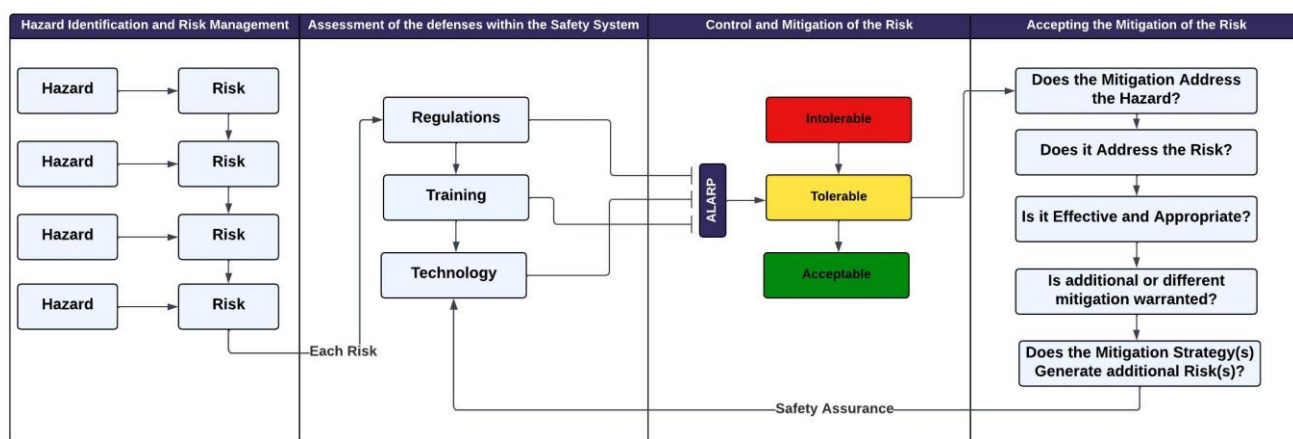 Hazard Identification and Risk Management
Assessment of the defenses within the Safety System
Control and Mitigation of the Risk
Accepting the Mitigation of the Risk
Hazard
Risk
Hazard
Risk
Hazard
Risk
Hazard
Risk
Each Risk
Regulations
Training
Technology
ALARP
Intolerable
Tolerable
Acceptable
Does the Mitigation Address
the Hazard?
Does it Address the Risk?
Is it Effective and Appropriate?
Is additional or different
mitigation warranted?
Does the Mitigation Strategy(s)
Generate additional Risk(s)?
Safety Assurance